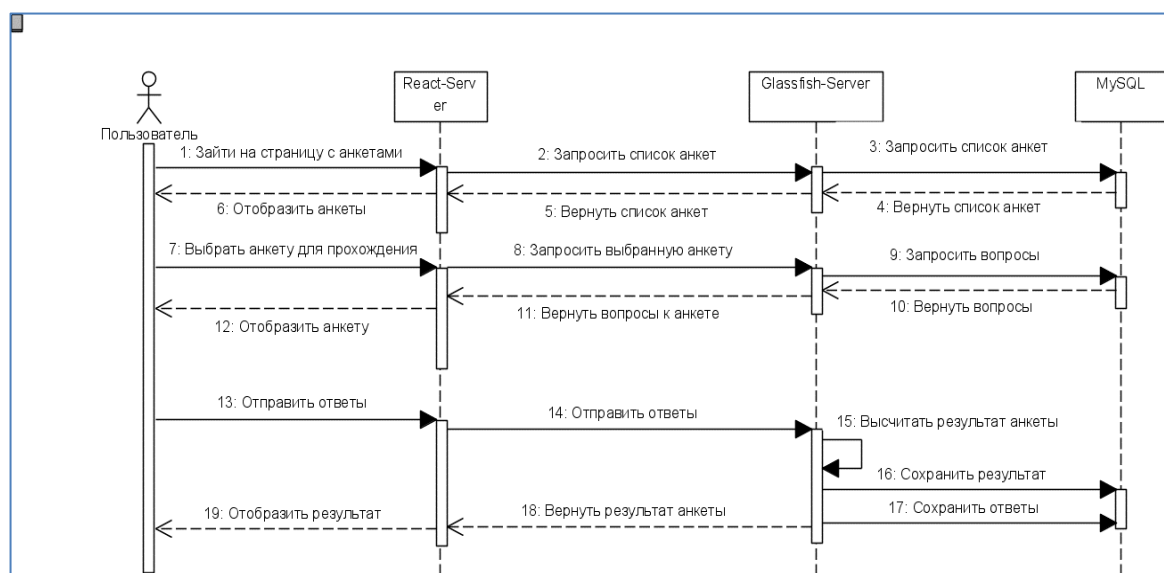 React-Serv
er
Glassfish-Server
MySQL
Пользователь
1: Зайти на страницу с анкетами
2: Запросить список анкет
3: Запросить список анкет
6: Отобразить анкеты
5: Вернуть список анкет
4: Вернуть список анкет
7: Выбрать анкету для прохождения
8: Запросить выбранную анкету
9: Запросить вопросы
12: Отобразить анкету
11: Вернуть вопросы к анкете
10: Вернуть вопросы
13: Отправить ответы
14: Отправить ответы
15: Высчитать результат анкеты
16: Сохранить результат
19: Отобразить результат
18: Вернуть результат анкеты
17: Сохранить ответы